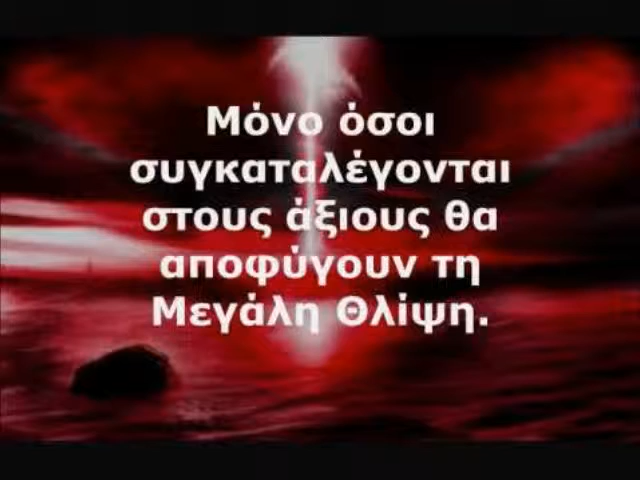 Μόνο όσοι
συγκαταλέγονται
στους άξιους θα
αποφύγουν τη
Μεγάλη Θλίψη.